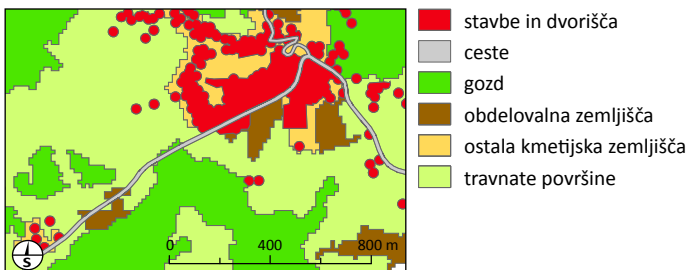 stavbe in dvorišča
ceste
gozd
obdelovalna zemljišča
ostala kmetijska zemljišča
travnate površine
0 400 800 m
S